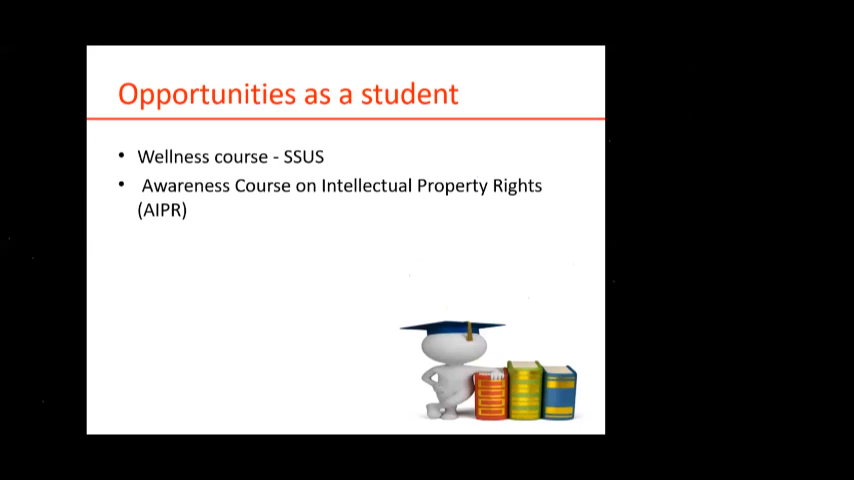 Opportunities as a student
• Wellness course - SSUS
• Awareness Course on Intellectual Property Rights
(AIPR)